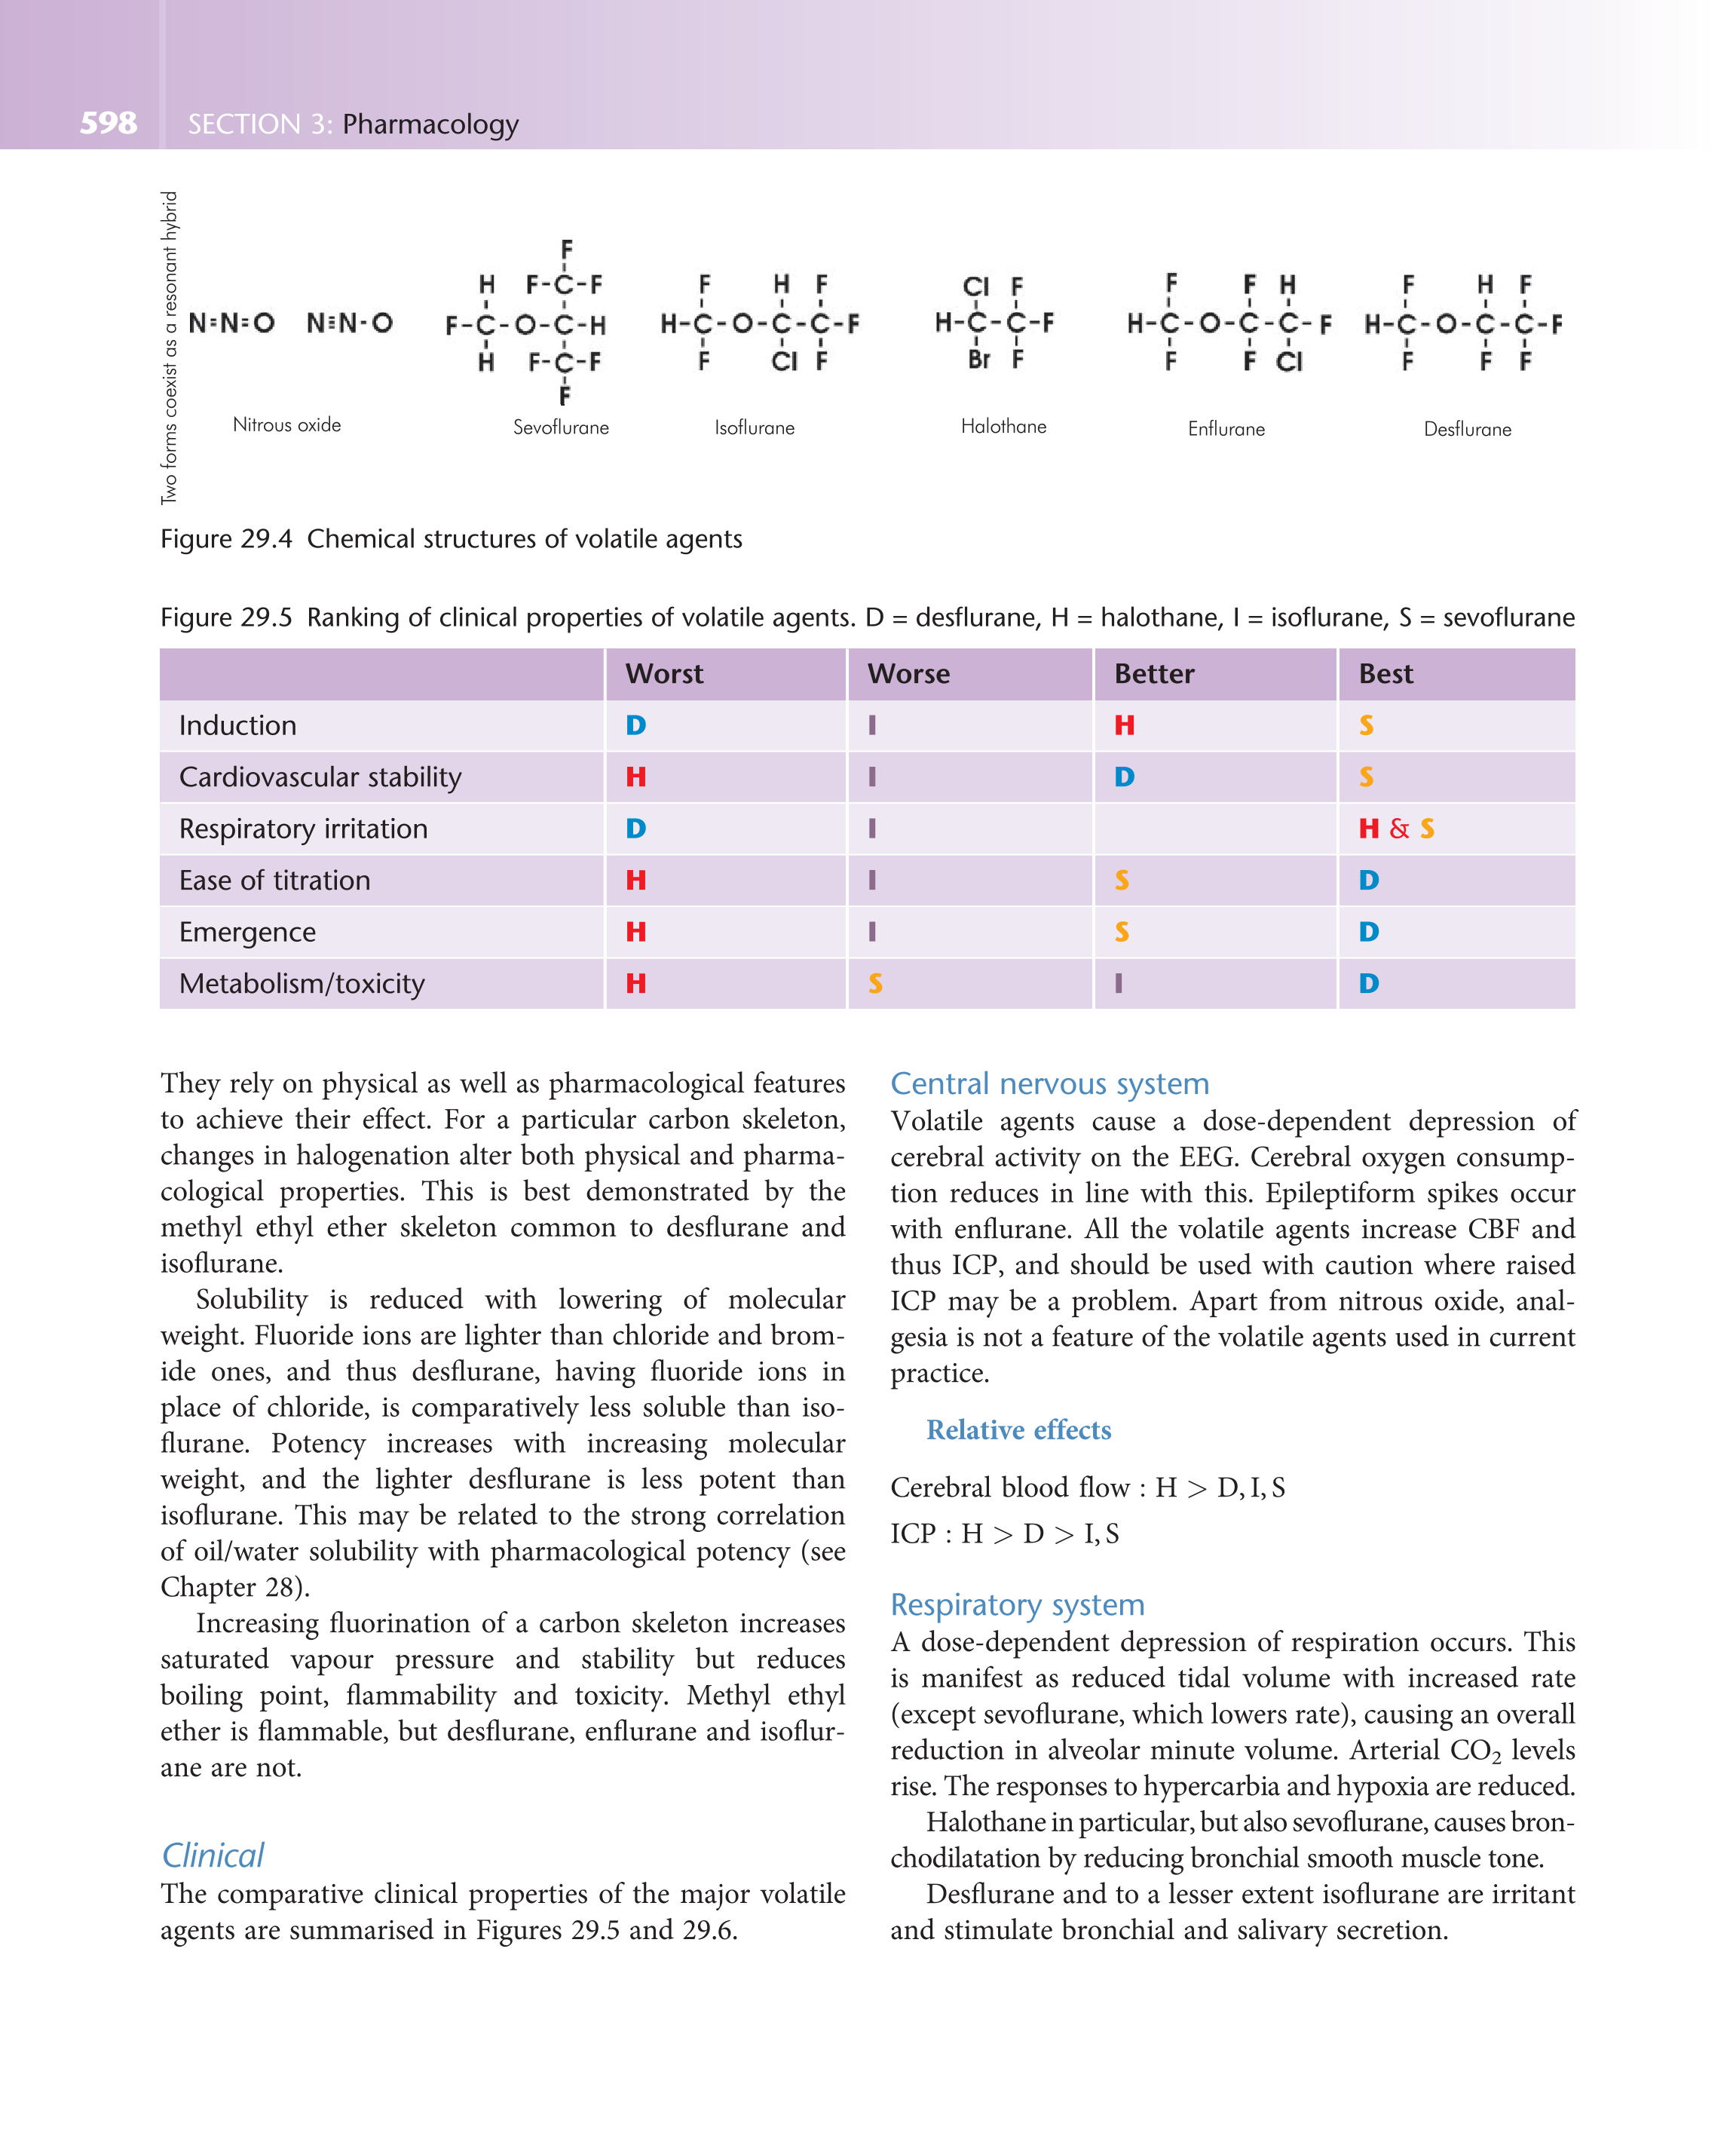 598 SECTION 3: Pharmacology
Two forms coexist as a resonant hybrid
F
H F-C-F F H F Cl F F F H F H F
N=N=O N≡N-O F-C-O-C-H H-C-O-C-C-F H-C-C-F H-C-O-C-C-F H-C-O-C-C-F
H F-C-F F Cl F Br F F F Cl F F F
F
Nitrous oxide Sevoflurane Isoflurane Halothane Enflurane Desflurane
Figure 29.4 Chemical structures of volatile agents
Figure 29.5 Ranking of clinical properties of volatile agents. D = desflurane, H = halothane, I = isoflurane, S = sevoflurane
Worst Worse Better Best
Induction D I H S
Cardiovascular stability H I D S
Respiratory irritation D I H & S
Ease of titration H I S D
Emergence H I S D
Metabolism/toxicity H S I D
They rely on physical as well as pharmacological features
to achieve their effect. For a particular carbon skeleton,
changes in halogenation alter both physical and pharma-
cological properties. This is best demonstrated by the
methyl ethyl ether skeleton common to desflurane and
isoflurane.
Solubility is reduced with lowering of molecular
weight. Fluoride ions are lighter than chloride and brom-
ide ones, and thus desflurane, having fluoride ions in
place of chloride, is comparatively less soluble than iso-
flurane. Potency increases with increasing molecular
weight, and the lighter desflurane is less potent than
isoflurane. This may be related to the strong correlation
of oil/water solubility with pharmacological potency (see
Chapter 28).
Increasing fluorination of a carbon skeleton increases
saturated vapour pressure and stability but reduces
boiling point, flammability and toxicity. Methyl ethyl
ether is flammable, but desflurane, enflurane and isoflur-
ane are not.
Clinical
The comparative clinical properties of the major volatile
agents are summarised in Figures 29.5 and 29.6.
Central nervous system
Volatile agents cause a dose-dependent depression of
cerebral activity on the EEG. Cerebral oxygen consump-
tion reduces in line with this. Epileptiform spikes occur
with enflurane. All the volatile agents increase CBF and
thus ICP, and should be used with caution where raised
ICP may be a problem. Apart from nitrous oxide, anal-
gesia is not a feature of the volatile agents used in current
practice.
Relative effects
Cerebral blood flow : H > D, I, S
ICP : H > D > I, S
Respiratory system
A dose-dependent depression of respiration occurs. This
is manifest as reduced tidal volume with increased rate
(except sevoflurane, which lowers rate), causing an overall
reduction in alveolar minute volume. Arterial CO₂ levels
rise. The responses to hypercarbia and hypoxia are reduced.
Halothane in particular, but also sevoflurane, causes bron-
chodilatation by reducing bronchial smooth muscle tone.
Desflurane and to a lesser extent isoflurane are irritant
and stimulate bronchial and salivary secretion.